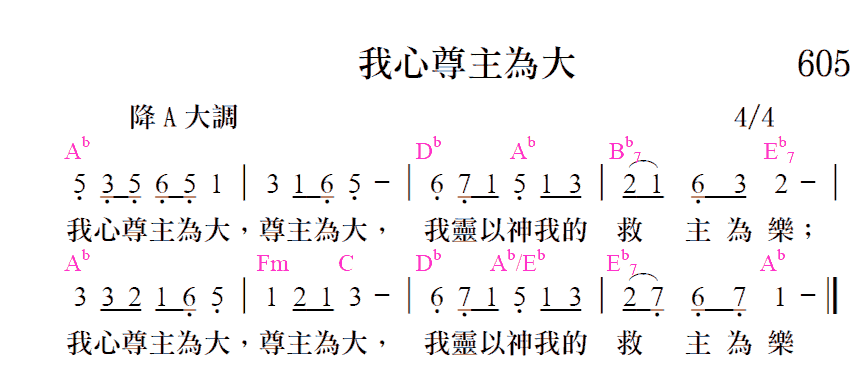 我心尊主為大 605
降 A 大調 4/4
A♭ D♭ A♭ B♭7 E♭7
5̣ 3̣ 5̣ 6̣ 5̣ 1 | 3 1 6̣ 5̣ – | 6̣ 7̣ 1 5̣ 1 3 | 2 1 6̣ 3 2 – |
我心尊主為大，尊主為大， 我靈以神我的 救 主 為 樂；
A♭ Fm C D♭ A♭/E♭ E♭7 A♭
3 3 2 1 6̣ 5̣ | 1 2 1 3 – | 6̣ 7̣ 1 5̣ 1 3 | 2 7̣ 6̣ 7̣ 1 – ‖
我心尊主為大，尊主為大， 我靈以神我的 救 主 為 樂